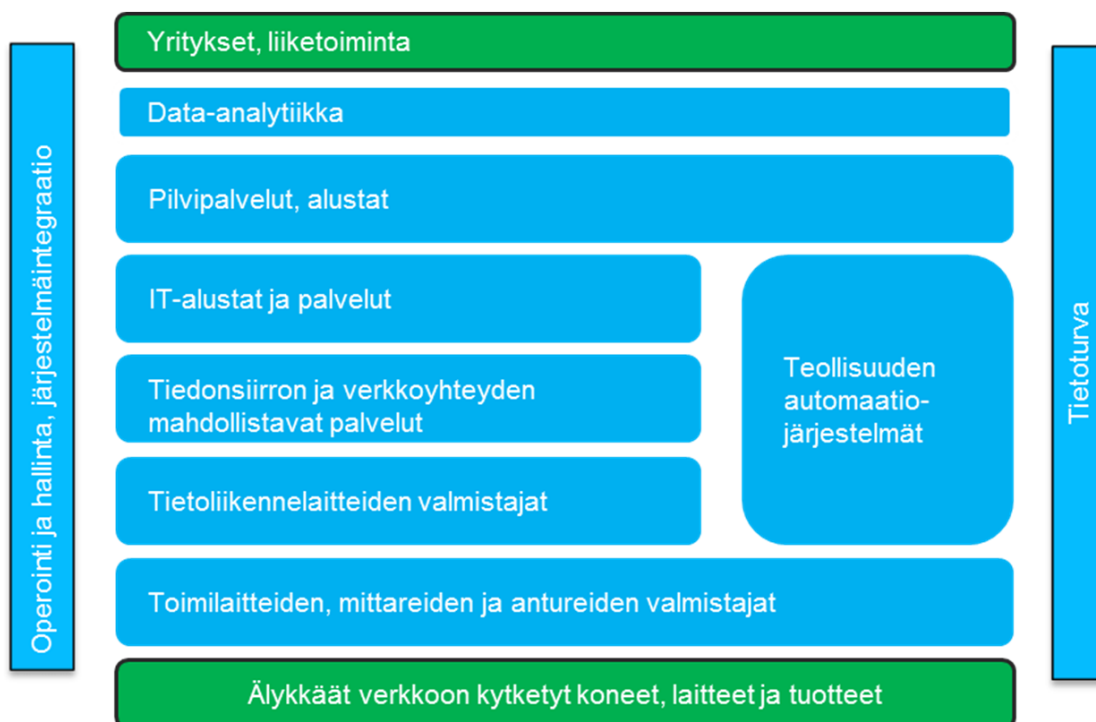 Operointi ja hallinta, järjestelmäintegraatio
Yritykset, liiketoiminta
Data-analytiikka
Pilvipalvelut, alustat
IT-alustat ja palvelut
Tiedonsiirron ja verkkoyhteyden
mahdollistavat palvelut
Tietoliikennelaitteiden valmistajat
Teollisuuden
automaatio-
järjestelmät
Toimilaitteiden, mittareiden ja antureiden valmistajat
Älykkäät verkkoon kytketyt koneet, laitteet ja tuotteet
Tietoturva